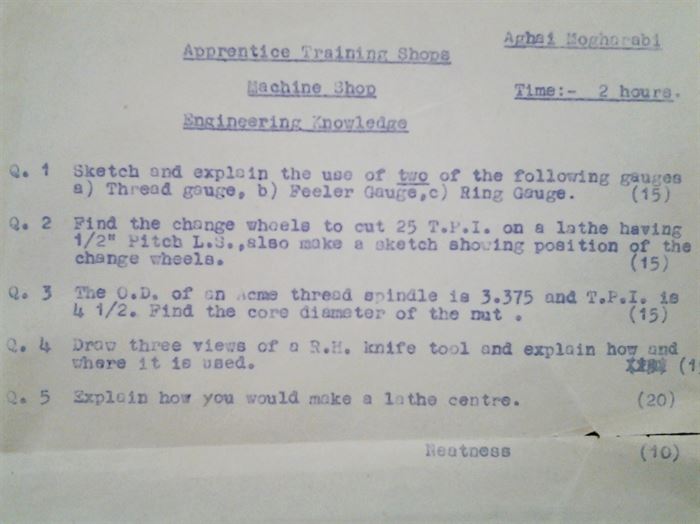 Aghai Mogharabi
Apprentice Training Shops
Machine Shop
Time:- 2 hours.
Engineering Knowledge
Q. 1 Sketch and explain the use of two of the following gauges
a) Thread gauge, b) Feeler Gauge,c) Ring Gauge. (15)
Q. 2 Find the change wheels to cut 25 T.P.I. on a lathe having
1/2" Pitch L.S.,also make a sketch showing position of the
change wheels. (15)
Q. 3 The O.D. of an Acme thread spindle is 3.375 and T.P.I. is
4 1/2. Find the core diameter of the nut . (15)
Q. 4 Draw three views of a R.H. knife tool and explain how and
where it is used. (1
Q. 5 Explain how you would make a lathe centre. (20)
Neatness (10)